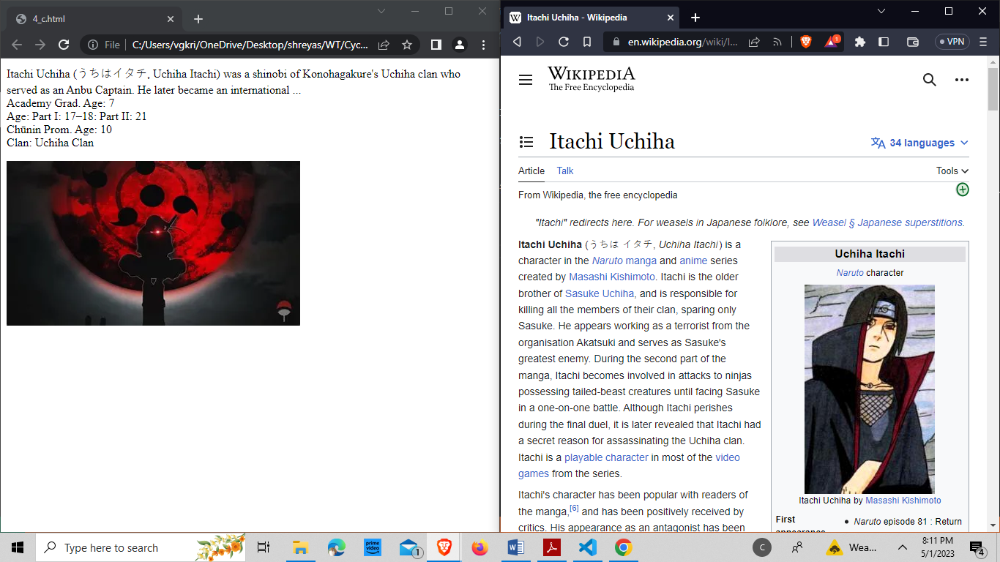 4_c.html
File
C:/Users/vgkri/OneDrive/Desktop/shreyas/WT/Cyc...
Itachi Uchiha (うちはイタチ, Uchiha Itachi) was a shinobi of Konohagakure's Uchiha clan who
served as an Anbu Captain. He later became an international ...
Academy Grad. Age: 7
Age: Part I: 17–18: Part II: 21
Chūnin Prom. Age: 10
Clan: Uchiha Clan
Itachi Uchiha - Wikipedia
en.wikipedia.org/wiki/I...
1
VPN
WIKIPEDIA
The Free Encyclopedia
Itachi Uchiha
34 languages
Article Talk
Tools
From Wikipedia, the free encyclopedia
"Itachi" redirects here. For weasels in Japanese folklore, see Weasel § Japanese superstitions.
Itachi Uchiha (うちは イタチ, Uchiha Itachi) is a
character in the Naruto manga and anime series
created by Masashi Kishimoto. Itachi is the older
brother of Sasuke Uchiha, and is responsible for
killing all the members of their clan, sparing only
Sasuke. He appears working as a terrorist from the
organisation Akatsuki and serves as Sasuke's
greatest enemy. During the second part of the
manga, Itachi becomes involved in attacks to ninjas
possessing tailed-beast creatures until facing Sasuke
in a one-on-one battle. Although Itachi perishes
during the final duel, it is later revealed that Itachi had
a secret reason for assassinating the Uchiha clan.
Itachi is a playable character in most of the video
games from the series.
Itachi's character has been popular with readers of
the manga,[6] and has been positively received by
critics. His appearance as an antagonist has been
Uchiha Itachi
Naruto character
Itachi Uchiha by Masashi Kishimoto
First
appearance
• Naruto episode 81 : Return
Type here to search
prime video
1
W
C
Wea...
8:11 PM
5/1/2023
4